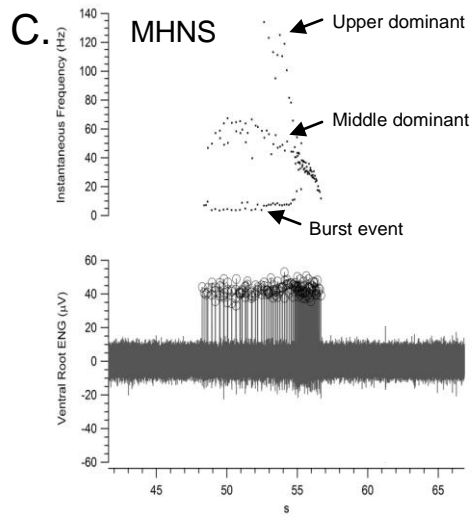 C. MHNS
Upper dominant
Middle dominant
Burst event
Instantaneous Frequency (Hz)
140
120
100
80
60
40
20
0
Ventral Root ENG (µV)
60
40
20
0
-20
-40
-60
45 50 55 60 65
s